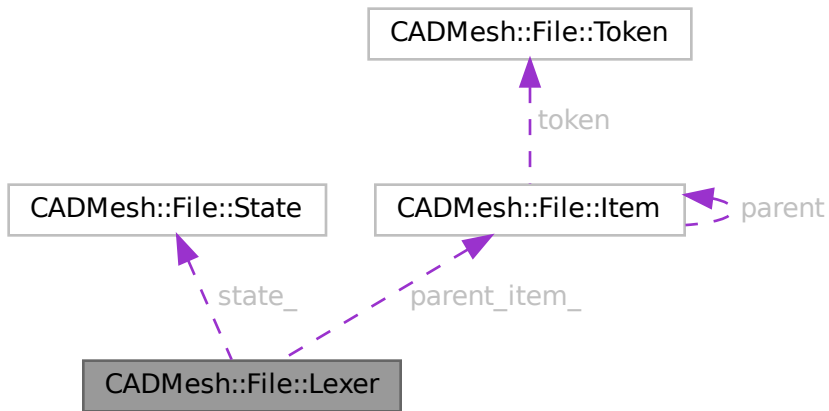 CADMesh::File::Token
token
CADMesh::File::State
CADMesh::File::Item
parent
state_
parent_item_
CADMesh::File::Lexer